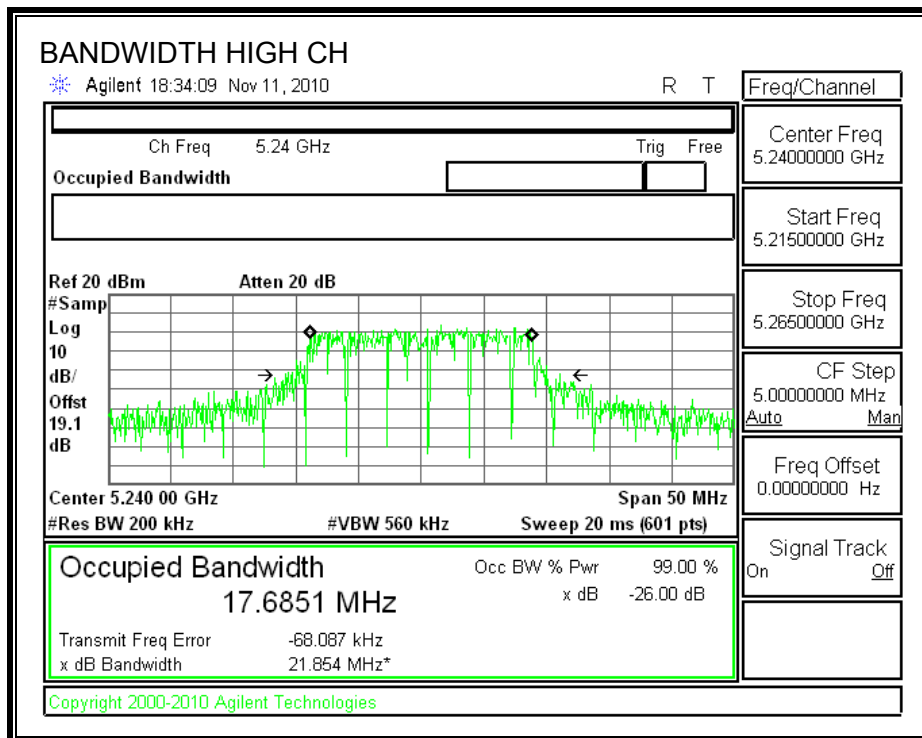 BANDWIDTH HIGH CH
Agilent 18:34:09 Nov 11, 2010 R T
Freq/Channel
Ch Freq 5.24 GHz Trig Free
Occupied Bandwidth
Center Freq
5.24000000 GHz
Start Freq
5.21500000 GHz
Stop Freq
5.26500000 GHz
CF Step
5.00000000 MHz
Auto Man
Freq Offset
0.00000000 Hz
Signal Track
On Off
Ref 20 dBm Atten 20 dB
#Samp
Log
10
dB/
Offst
19.1
dB
Center 5.240 00 GHz Span 50 MHz
#Res BW 200 kHz #VBW 560 kHz Sweep 20 ms (601 pts)
Occupied Bandwidth
17.6851 MHz
Occ BW % Pwr 99.00 %
x dB -26.00 dB
Transmit Freq Error -68.087 kHz
x dB Bandwidth 21.854 MHz*
Copyright 2000-2010 Agilent Technologies